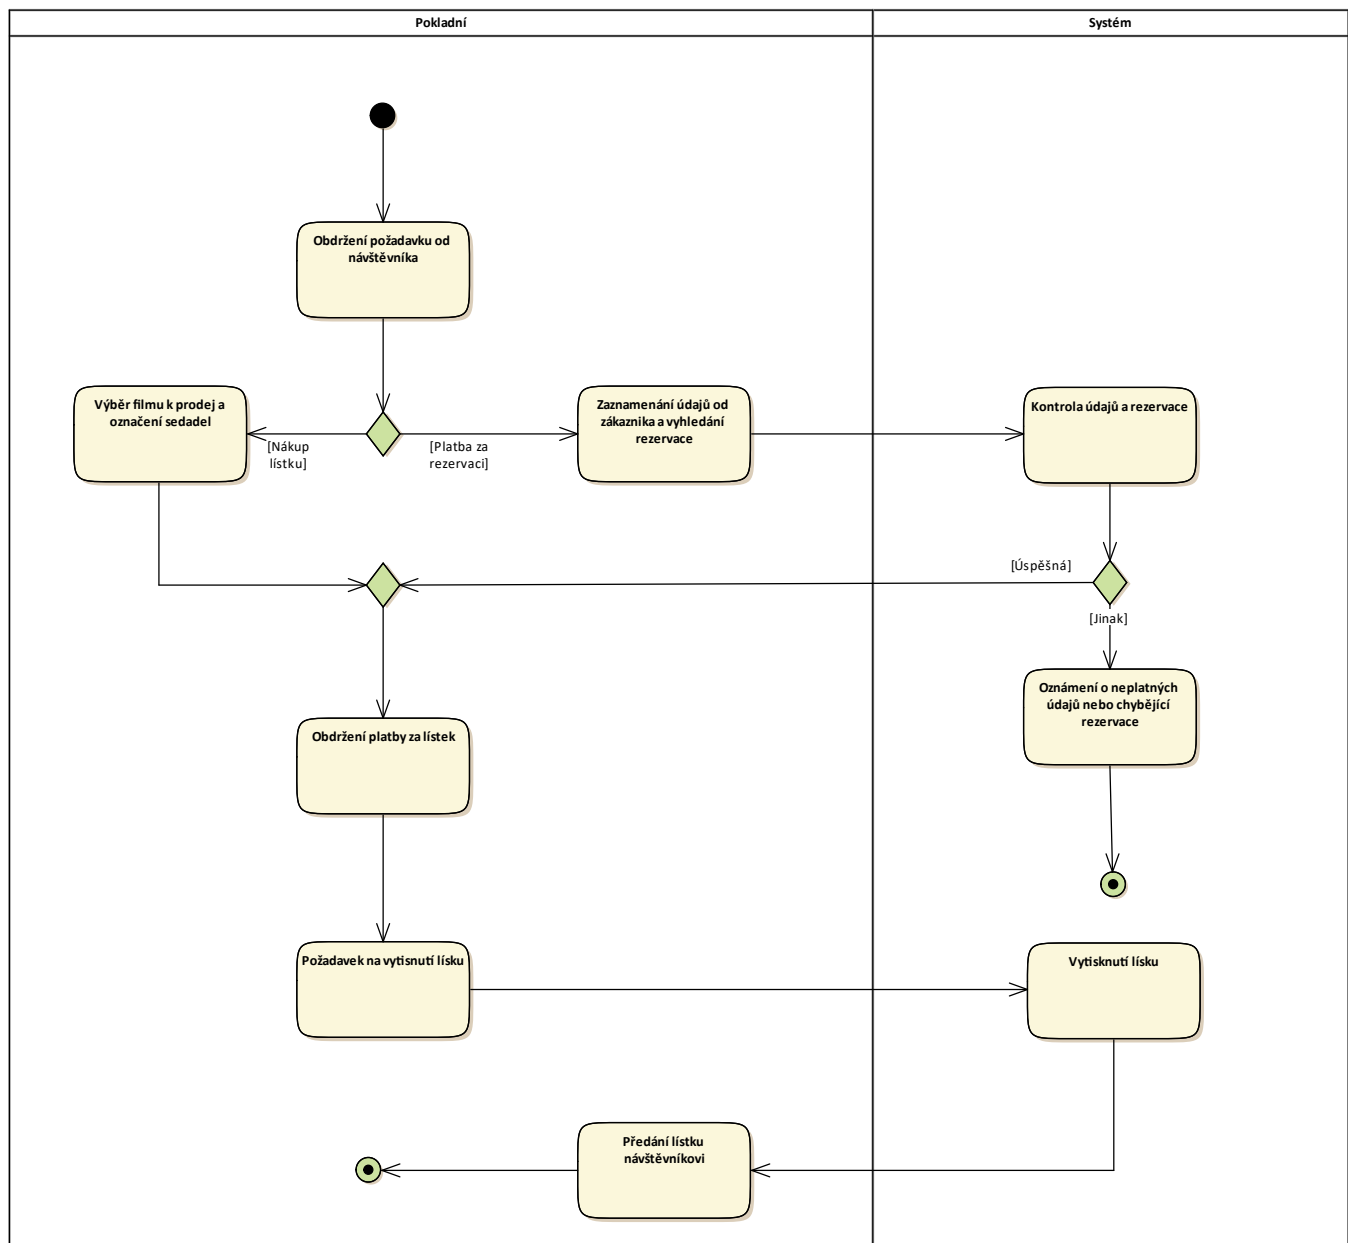 Pokladní
Systém
Obdržení požadavku od
návštěvníka
Výběr filmu k prodej a
označení sedadel
[Nákup
lístku]
[Platba za
rezervaci]
Zaznamenání údajů od
zákaznika a vyhledání
rezervace
Kontrola údajů a rezervace
[Úspěšná]
[Jinak]
Oznámení o neplatných
údajů nebo chybějící
rezervace
Obdržení platby za lístek
Požadavek na vytisnutí lísku
Vytisknutí lísku
Předání lístku
návštěvníkovi